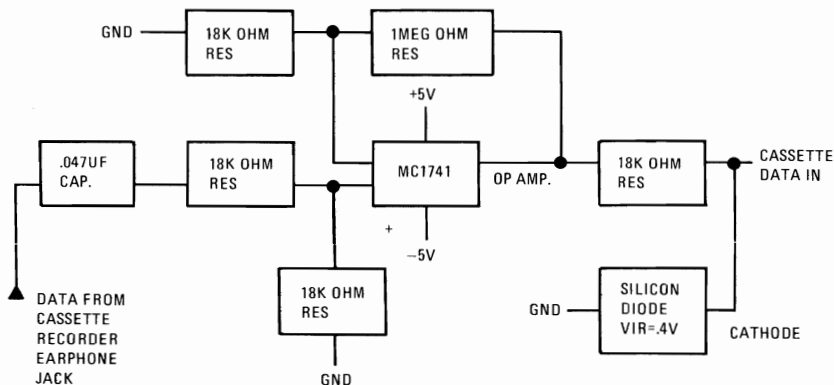 GND
18K OHM
RES
1MEG OHM
RES
+5V
.047UF
CAP.
18K OHM
RES
MC1741
OP AMP.
18K OHM
RES
CASSETTE
DATA IN
+
−5V
DATA FROM
CASSETTE
RECORDER
EARPHONE
JACK
18K OHM
RES
GND
GND
SILICON
DIODE
VIR=.4V
CATHODE